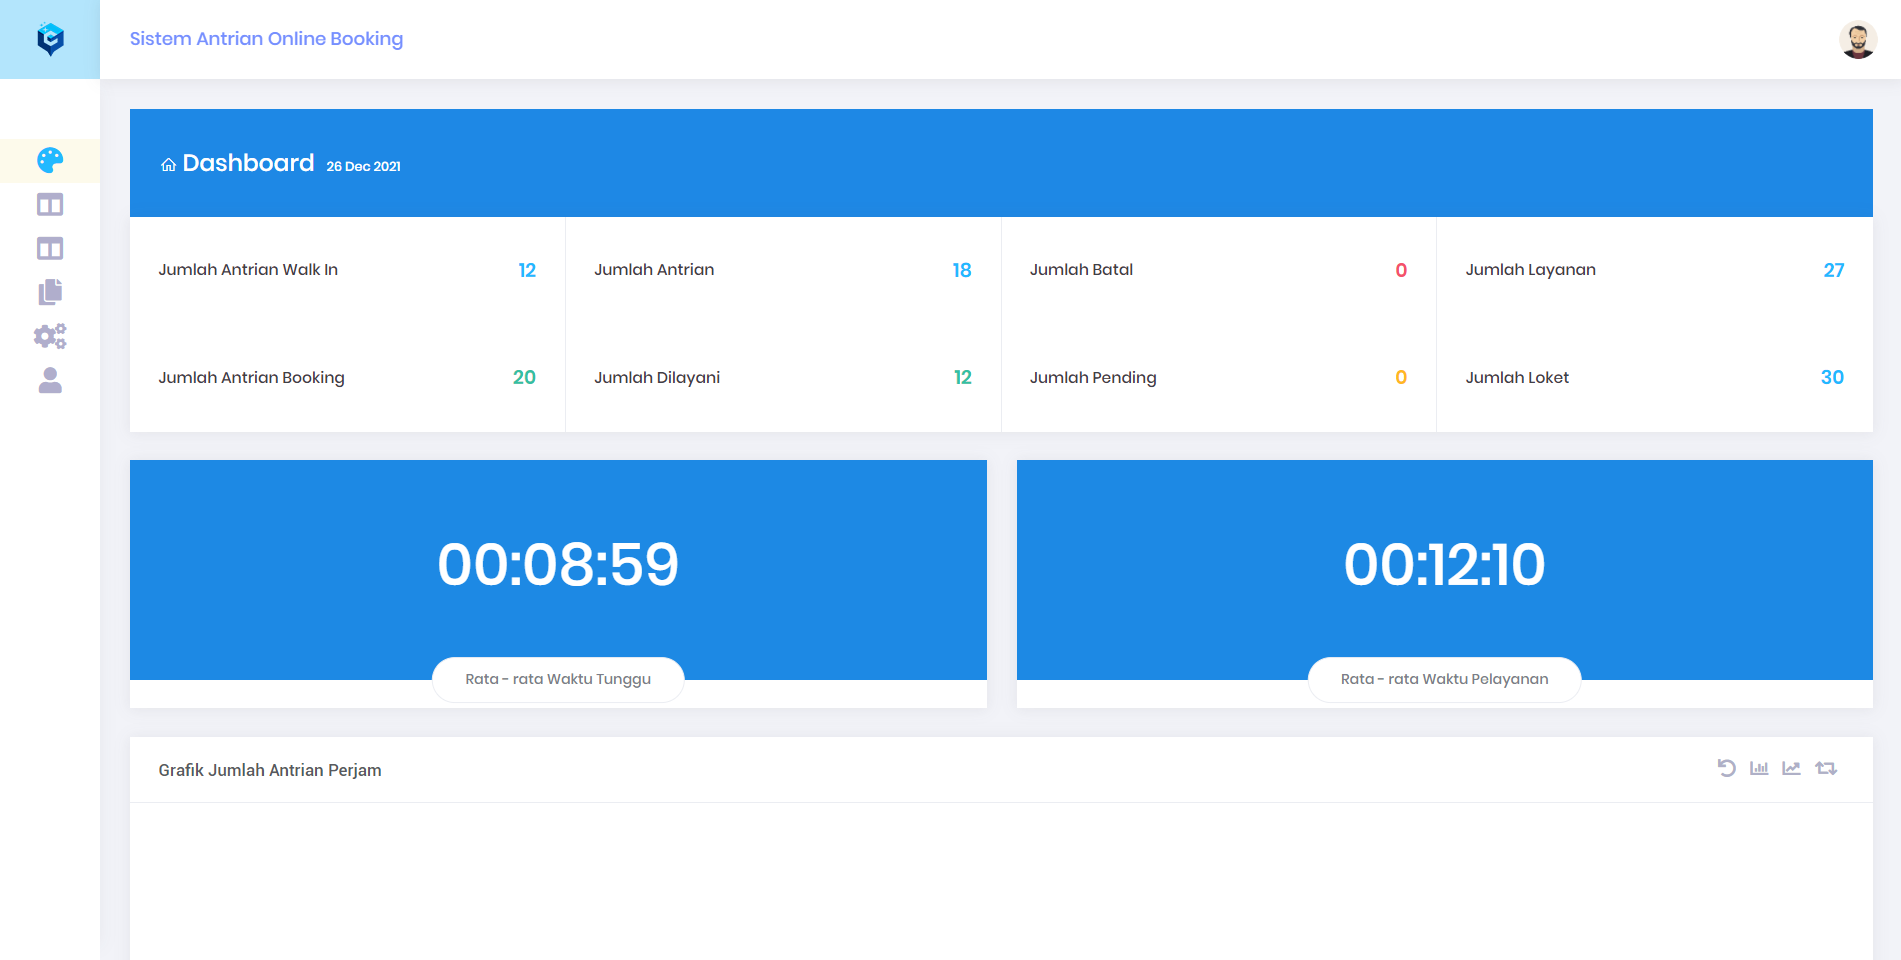 Sistem Antrian Online Booking
Dashboard 26 Dec 2021
Jumlah Antrian Walk In 12
Jumlah Antrian 18
Jumlah Batal 0
Jumlah Layanan 27
Jumlah Antrian Booking 20
Jumlah Dilayani 12
Jumlah Pending 0
Jumlah Loket 30
00:08:59
Rata - rata Waktu Tunggu
00:12:10
Rata - rata Waktu Pelayanan
Grafik Jumlah Antrian Perjam